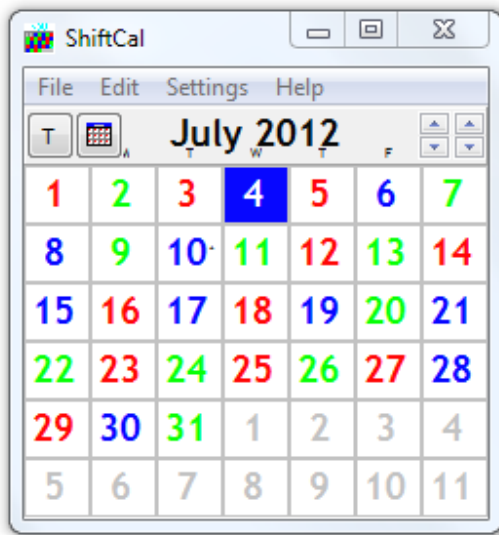 ShiftCal
File Edit Settings Help
T July 2012
T W T F
1 2 3 4 5 6 7
8 9 10 11 12 13 14
15 16 17 18 19 20 21
22 23 24 25 26 27 28
29 30 31 1 2 3 4
5 6 7 8 9 10 11